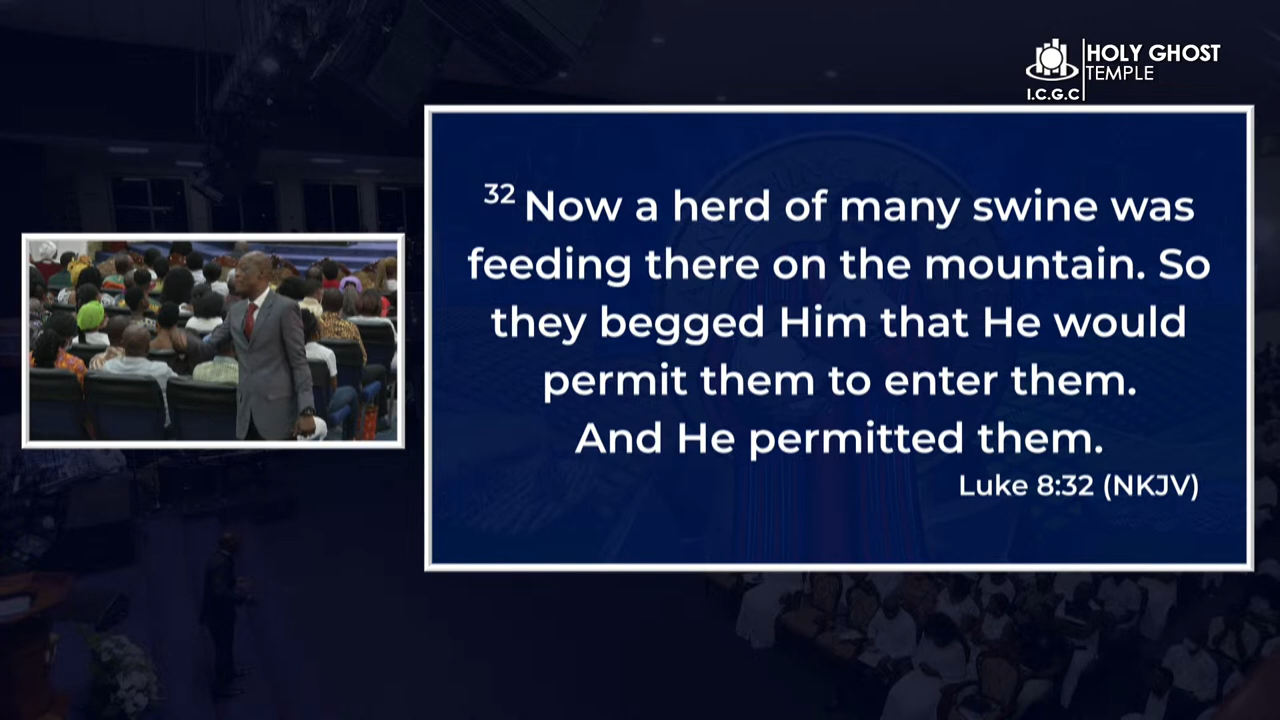 HOLY GHOST
TEMPLE
I.C.G.C
32 Now a herd of many swine was
feeding there on the mountain. So
they begged Him that He would
permit them to enter them.
And He permitted them.
Luke 8:32 (NKJV)